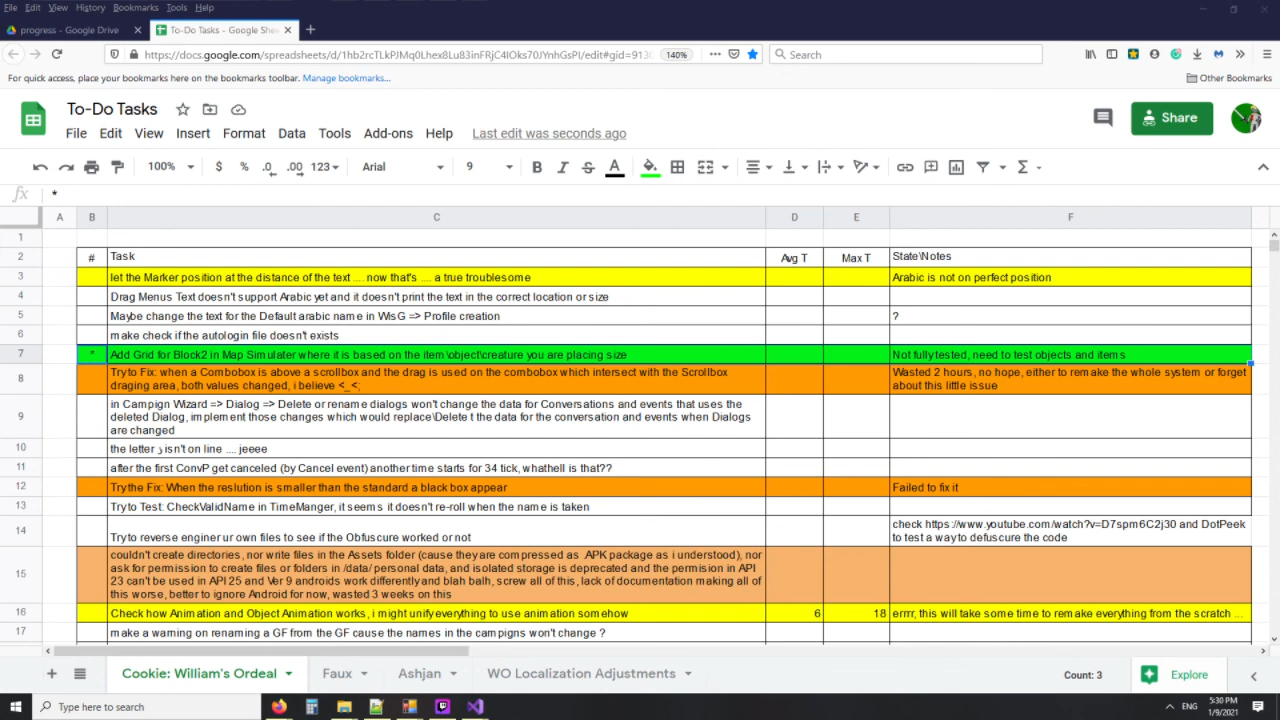 File Edit View History Bookmarks Tools Help
progress - Google Drive
To-Do Tasks - Google Shee
https://docs.google.com/spreadsheets/d/1hb2rcTLkPJMq0Lhex8Lu83inFRjC4IOks70JYnhGsPI/edit#gid=9130 140% Search
For quick access, place your bookmarks here on the bookmarks toolbar. Manage bookmarks... Other Bookmarks
To-Do Tasks
File Edit View Insert Format Data Tools Add-ons Help Last edit was seconds ago Share
100% $ % .0 .00 123 Arial 9 B I S A Σ
fx *
A B C D E F
1
2 # Task Avg T Max T State\Notes
3 let the Marker position at the distance of the text .... now that's .... a true troublesome Arabic is not on perfect position
4 Drag Menus Text doesn't support Arabic yet and it doesn't print the text in the correct location or size
5 Maybe change the text for the Default arabic name in WisG => Profile creation ?
6 make check if the autologin file doesn't exists
7 * Add Grid for Block2 in Map Simulater where it is based on the item\object\creature you are placing size Not fully tested, need to test objects and items
8 Try to Fix: when a Combobox is above a scrollbox and the drag is used on the combobox which intersect with the Scrollbox Wasted 2 hours, no hope, either to remake the whole system or forget
draging area, both values changed, i believe <_<; about this little issue
in Campign Wizard => Dialog => Delete or rename dialogs won't change the data for Conversations and events that uses the
9 deleted Dialog, implement those changes which would replace\Delete t the data for the conversation and events when Dialogs
are changed
10 the letter ز isn't on line .... jeeee
11 after the first ConvP get canceled (by Cancel event) another time starts for 34 tick, whathell is that??
12 Try the Fix: When the reslution is smaller than the standard a black box appear Failed to fix it
13 Try to Test: CheckValidName in TimeManger, it seems it doesn't re-roll when the name is taken
14 check https://www.youtube.com/watch?v=D7spm6C2j30 and DotPeek
Try to reverse enginer ur own files to see if the Obfuscure worked or not to test a way to defuscure the code
couldn't create directories, nor write files in the Assets folder (cause they are compressed as .APK package as i understood), nor
ask for permission to create files or folders in /data/ personal data, and isolated storage is deprecated and the permision in API
15 23 can't be used in API 25 and Ver 9 androids work differently and blah balh, screw all of this, lack of documentation making all of
this worse, better to ignore Android for now, wasted 3 weeks on this
16 Check how Animation and Object Animation works, i might unify everything to use animation somehow 6 18 errrr, this will take some time to remake everything from the scratch ...
17 make a warning on renaming a GF from the GF cause the names in the campigns won't change ?
Cookie: William's Ordeal Faux Ashjan WO Localization Adjustments Count: 3 Explore
Type here to search ENG 5:30 PM
1/9/2021